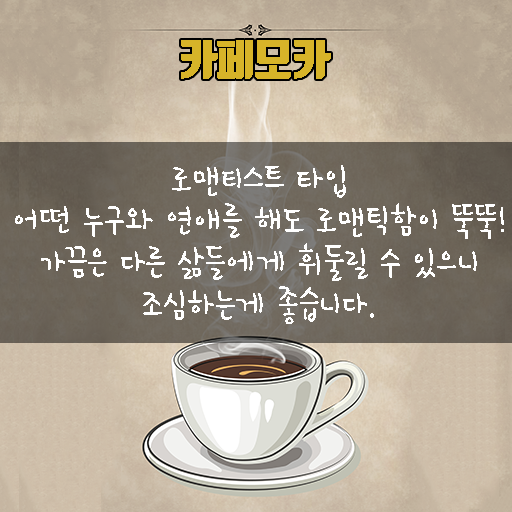 카페모카
로맨티스트 타입
어떤 누구와 연애를 해도 로맨틱함이 뚝뚝!
가끔은 다른 삶들에게 휘둘릴 수 있으니
조심하는게 좋습니다.